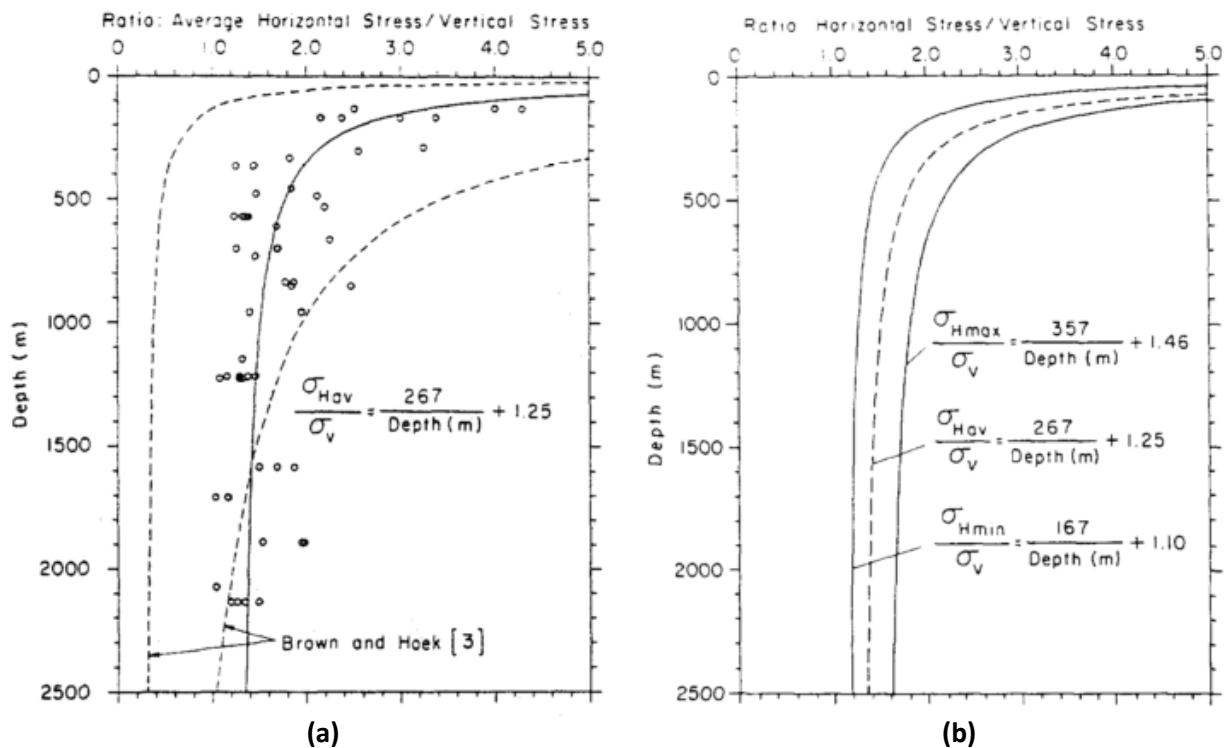 Ratio: Average Horizontal Stress/Vertical Stress
0 1.0 2.0 3.0 4.0 5.0
0
500
1000
1500
2000
2500
Depth (m)
σHav/σv = 267/Depth (m) + 1.25
Brown and Hoek [3]
(a)
Ratio Horizontal Stress/Vertical Stress
0 1.0 2.0 3.0 4.0 5.0
0
500
1000
1500
2000
2500
Depth (m)
σHmax/σv = 357/Depth (m) + 1.46
σHav/σv = 267/Depth (m) + 1.25
σHmin/σv = 167/Depth (m) + 1.10
(b)